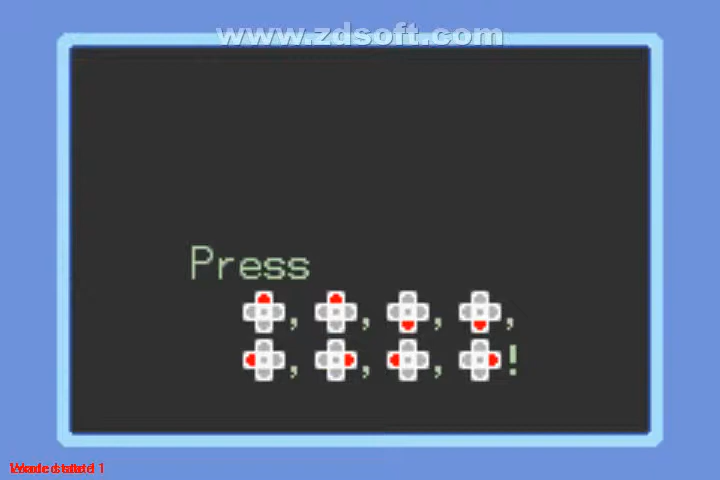 www.zdsoft.com
Press
, , , ,
, , , !